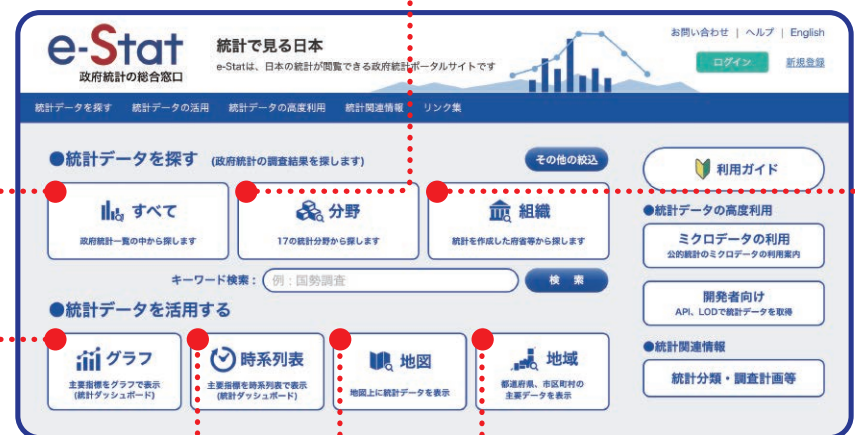 e-Stat
政府統計の総合窓口
統計で見る日本
e-Statは、日本の統計が閲覧できる政府統計ポータルサイトです
お問い合わせ | ヘルプ | English
ログイン 新規登録
統計データを探す 統計データの活用 統計データの高度利用 統計関連情報 リンク集
●統計データを探す (政府統計の調査結果を探します)
その他の絞込
すべて
政府統計一覧の中から探します
分野
17の統計分野から探します
組織
統計を作成した府省等から探します
キーワード検索： 例：国勢調査 検 索
●統計データを活用する
グラフ
主要指標をグラフで表示
(統計ダッシュボード)
時系列表
主要指標を時系列表で表示
(統計ダッシュボード)
地図
地図上に統計データを表示
地域
都道府県、市区町村の
主要データを表示
利用ガイド
●統計データの高度利用
ミクロデータの利用
公的統計のミクロデータの利用案内
開発者向け
API、LODで統計データを取得
●統計関連情報
統計分類・調査計画等